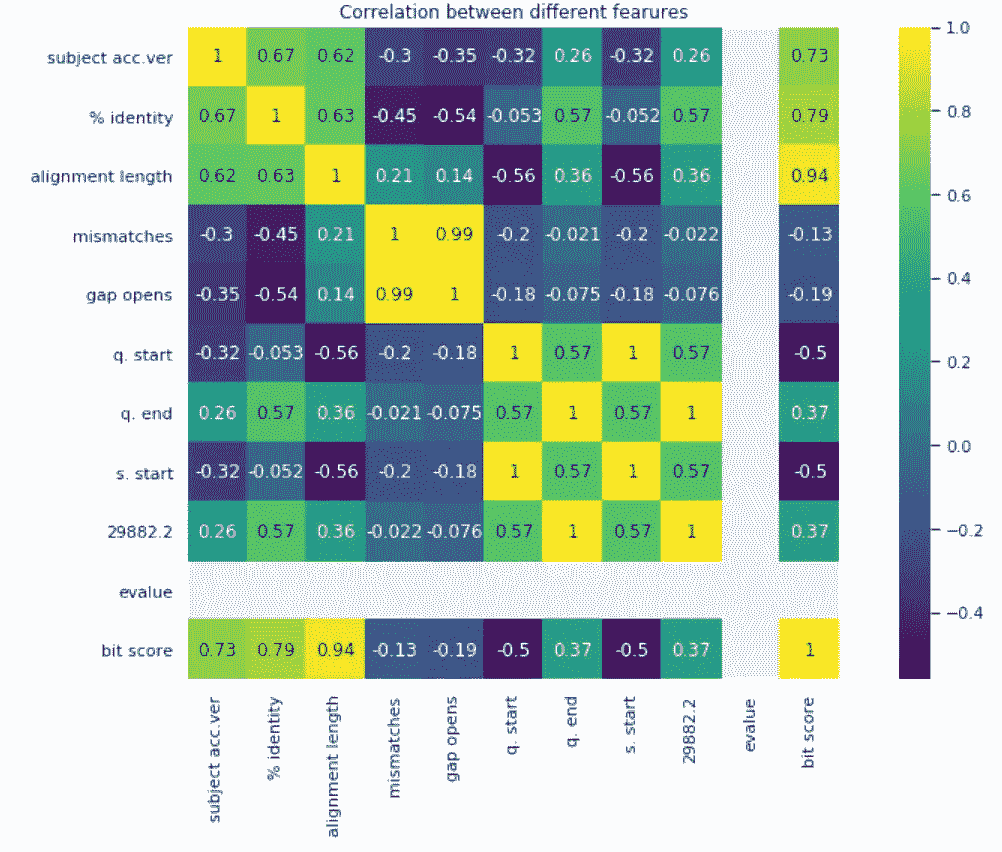 Correlation between different fearures
subject acc.ver 1 0.67 0.62 -0.3 -0.35 -0.32 0.26 -0.32 0.26 0.73
% identity 0.67 1 0.63 -0.45 -0.54 -0.053 0.57 -0.052 0.57 0.79
alignment length 0.62 0.63 1 0.21 0.14 -0.56 0.36 -0.56 0.36 0.94
mismatches -0.3 -0.45 0.21 1 0.99 -0.2 -0.021 -0.2 -0.022 -0.13
gap opens -0.35 -0.54 0.14 0.99 1 -0.18 -0.075 -0.18 -0.076 -0.19
q. start -0.32 -0.053 -0.56 -0.2 -0.18 1 0.57 1 0.57 -0.5
q. end 0.26 0.57 0.36 -0.021 -0.075 0.57 1 0.57 1 0.37
s. start -0.32 -0.052 -0.56 -0.2 -0.18 1 0.57 1 0.57 -0.5
29882.2 0.26 0.57 0.36 -0.022 -0.076 0.57 1 0.57 1 0.37
evalue
bit score 0.73 0.79 0.94 -0.13 -0.19 -0.5 0.37 -0.5 0.37 1
subject acc.ver % identity alignment length mismatches gap opens q. start q. end s. start 29882.2 evalue bit score
1.0
0.8
0.6
0.4
0.2
0.0
−0.2
−0.4